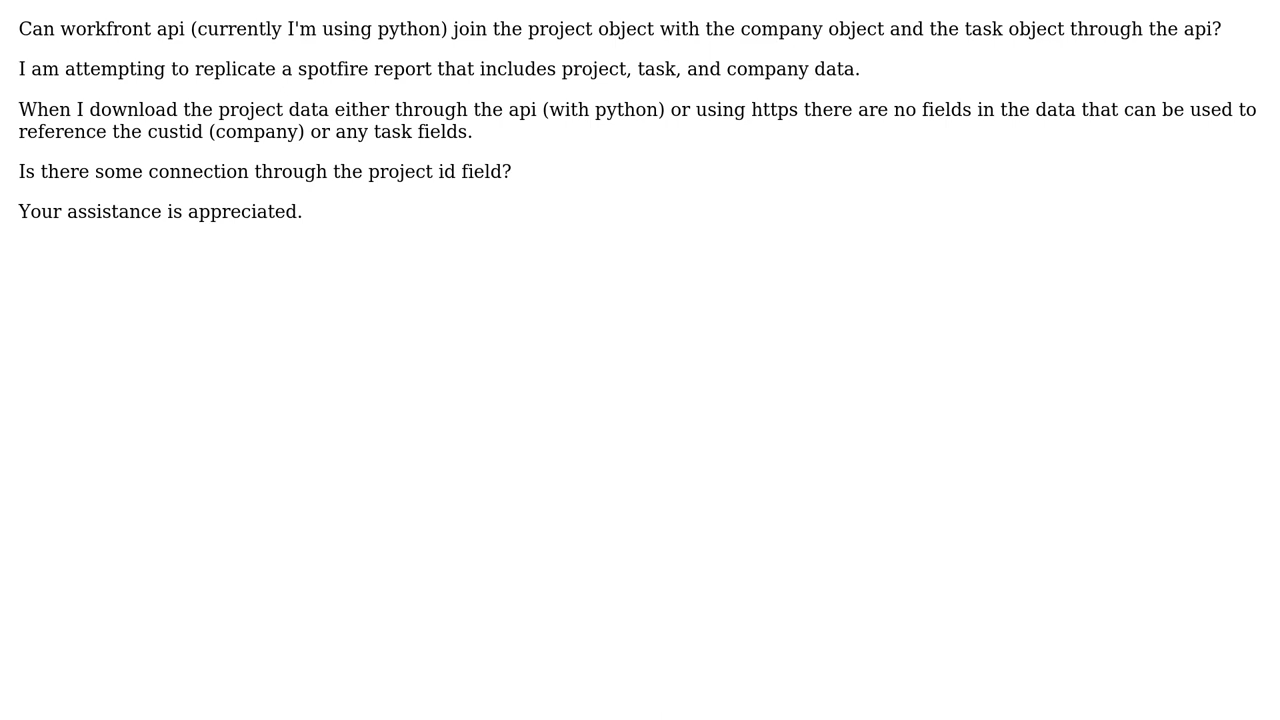 Can workfront api (currently I'm using python) join the project object with the company object and the task object through the api?
I am attempting to replicate a spotfire report that includes project, task, and company data.
When I download the project data either through the api (with python) or using https there are no fields in the data that can be used to
reference the custid (company) or any task fields.
Is there some connection through the project id field?
Your assistance is appreciated.